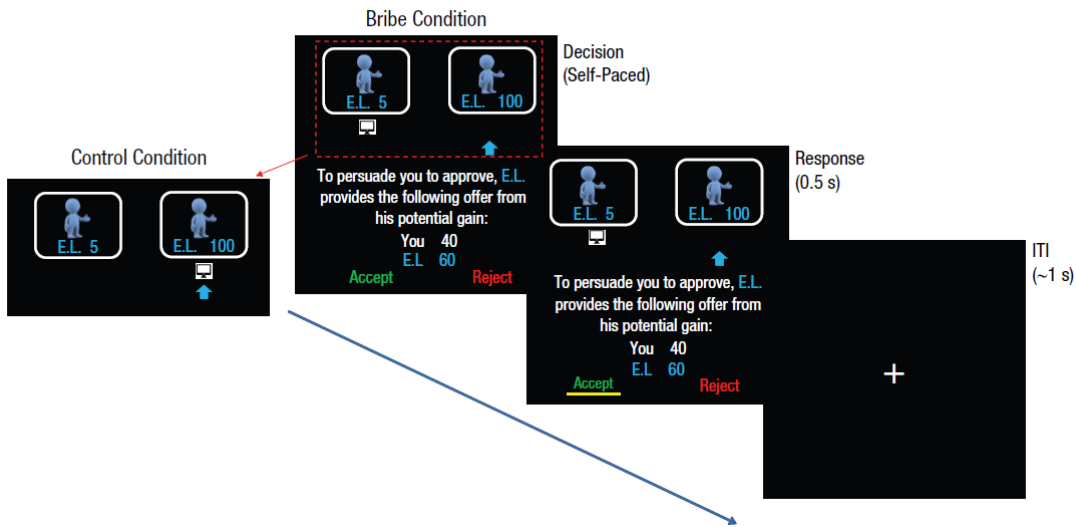 Bribe Condition
E.L. 5
E.L. 100
Decision
(Self-Paced)
To persuade you to approve, E.L.
provides the following offer from
his potential gain:
You 40
E.L 60
Accept Reject
Control Condition
E.L. 5
E.L. 100
Response
(0.5 s)
E.L. 5
E.L. 100
To persuade you to approve, E.L.
provides the following offer from
his potential gain:
You 40
E.L 60
Accept Reject
ITI
(~1 s)
+